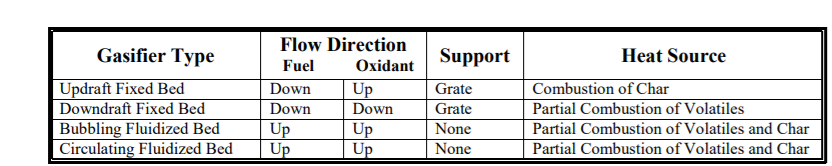 Gasifier Type Flow Direction Support Heat Source
Fuel Oxidant
Updraft Fixed Bed Down Up Grate Combustion of Char
Downdraft Fixed Bed Down Down Grate Partial Combustion of Volatiles
Bubbling Fluidized Bed Up Up None Partial Combustion of Volatiles and Char
Circulating Fluidized Bed Up Up None Partial Combustion of Volatiles and Char